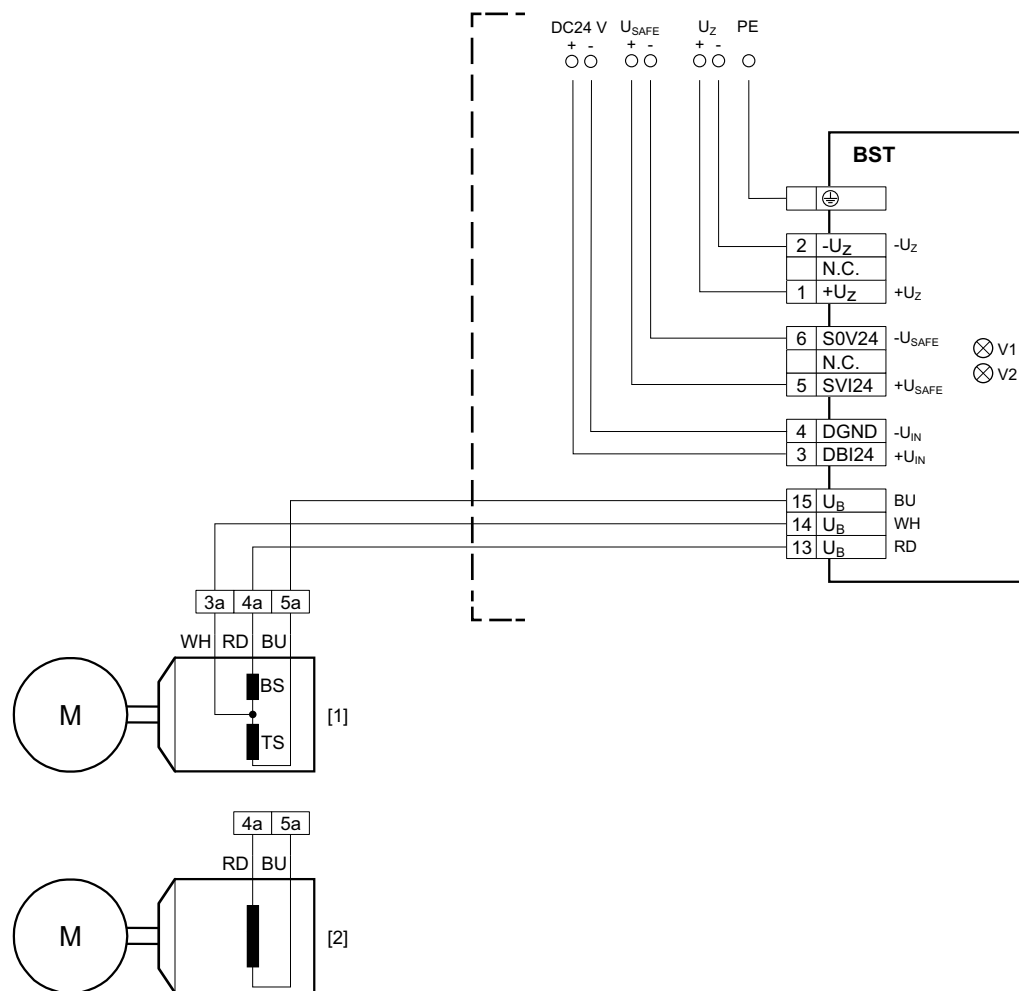 DC24 V U_SAFE U_Z PE
+ - + - + -
BST
2 -U_Z -U_Z
N.C.
1 +U_Z +U_Z
6 S0V24 -U_SAFE
N.C.
5 SVI24 +U_SAFE
V1
V2
4 DGND -U_IN
3 DBI24 +U_IN
15 U_B BU
14 U_B WH
13 U_B RD
3a 4a 5a
WH RD BU
BS
M [1]
TS
4a 5a
RD BU
M [2]